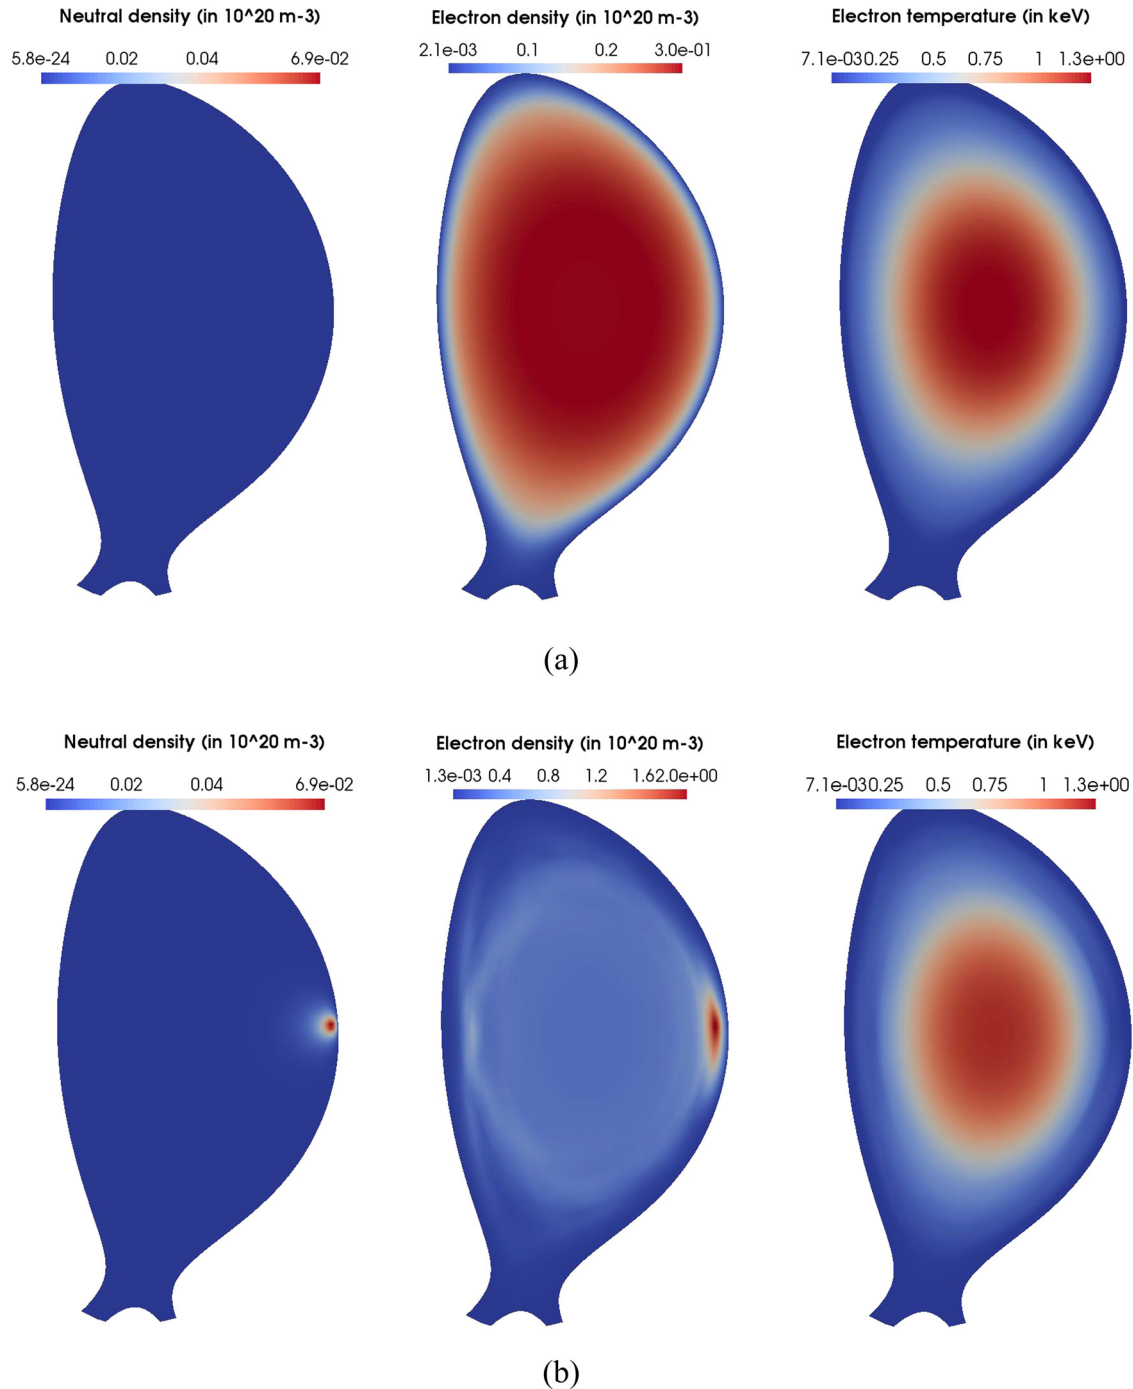 Neutral density (in 10^20 m-3)
5.8e-24 0.02 0.04 6.9e-02
Electron density (in 10^20 m-3)
2.1e-03 0.1 0.2 3.0e-01
Electron temperature (in keV)
7.1e-030.25 0.5 0.75 1 1.3e+00
(a)
Neutral density (in 10^20 m-3)
5.8e-24 0.02 0.04 6.9e-02
Electron density (in 10^20 m-3)
1.3e-03 0.4 0.8 1.2 1.62.0e+00
Electron temperature (in keV)
7.1e-030.25 0.5 0.75 1 1.3e+00
(b)